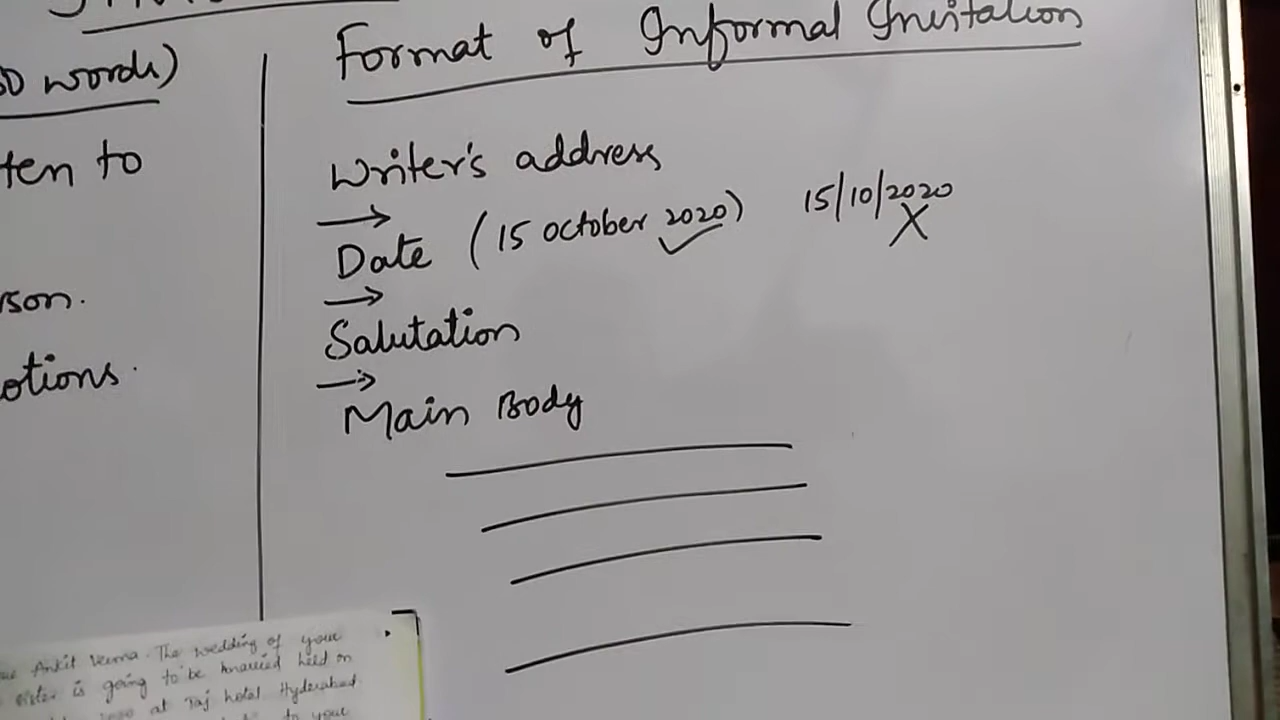 words)
ten to
rson.
otions.
Format of Informal Invitation
Writer's address
Date (15 October 2020) 15/10/2020 X
Salutation
Main Body
Ankit Verma. The wedding of your
sister is going to be married held on
at Taj hotel Hyderabad
to your